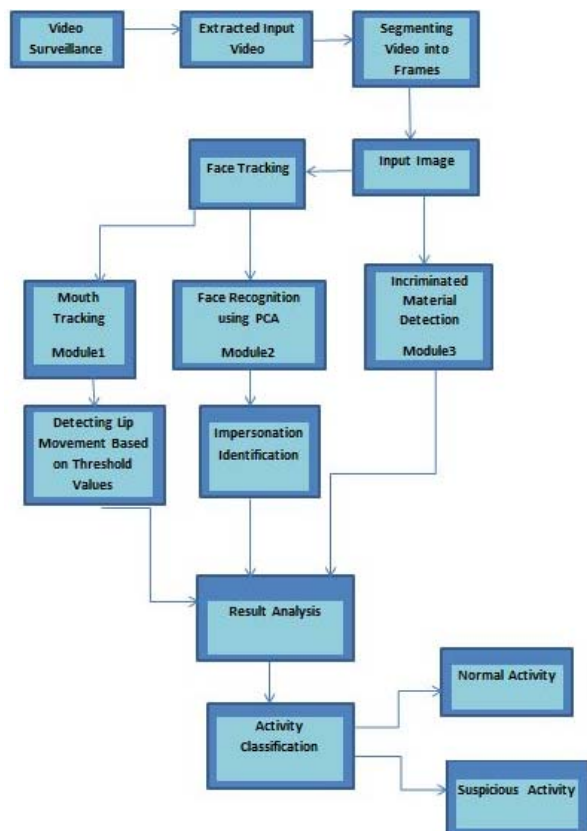 Video
Surveillance
Extracted Input
Video
Segmenting
Video into
Frames
Face Tracking
Input Image
Mouth
Tracking
Module1
Face Recognition
using PCA
Module2
Incriminated
Material
Detection
Module3
Detecting Lip
Movement Based
on Threshold
Values
Impersonation
Identification
Result Analysis
Normal Activity
Activity
Classification
Suspicious Activity